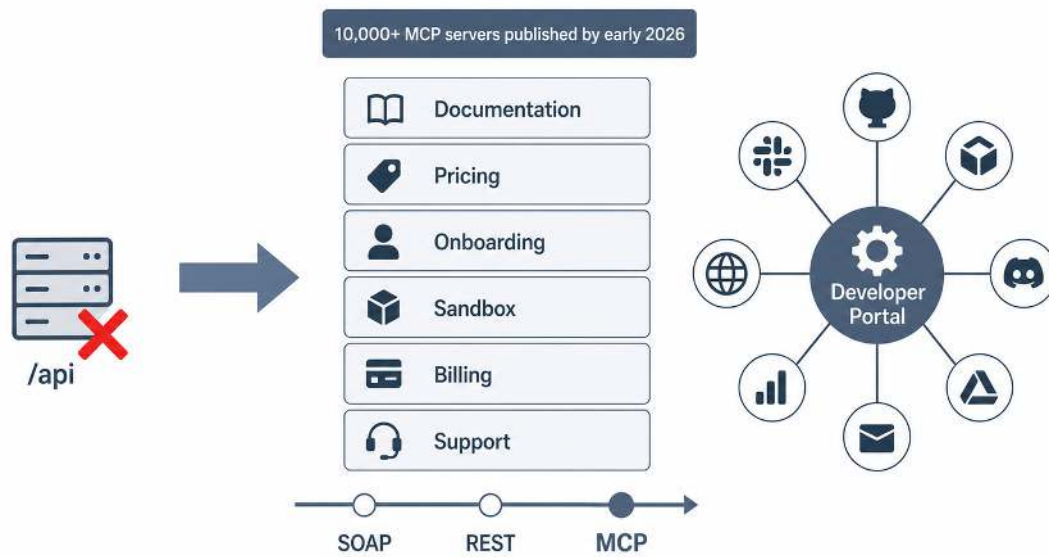 10,000+ MCP servers published by early 2026
Documentation
Pricing
Onboarding
Sandbox
Billing
Support
/api
Developer
Portal
SOAP
REST
MCP